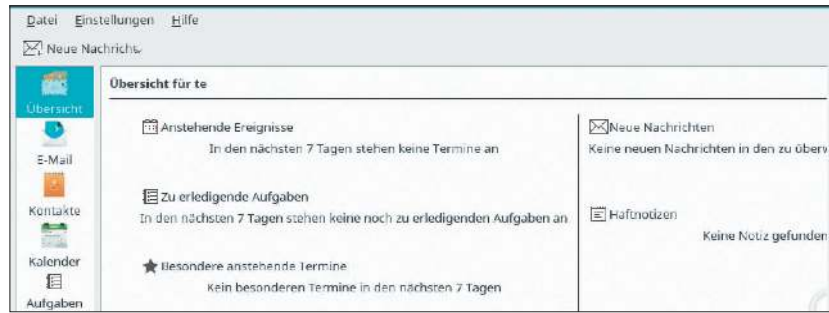 Datei Einstellungen Hilfe
Neue Nachricht
Übersicht
E-Mail
Kontakte
Kalender
Aufgaben
Übersicht für te
Anstehende Ereignisse
In den nächsten 7 Tagen stehen keine Termine an
Zu erledigende Aufgaben
In den nächsten 7 Tagen stehen keine noch zu erledigenden Aufgaben an
Besondere anstehende Termine
Kein besonderen Termine in den nächsten 7 Tagen
Neue Nachrichten
Keine neuen Nachrichten in den zu überw
Haftnotizen
Keine Notiz gefunden